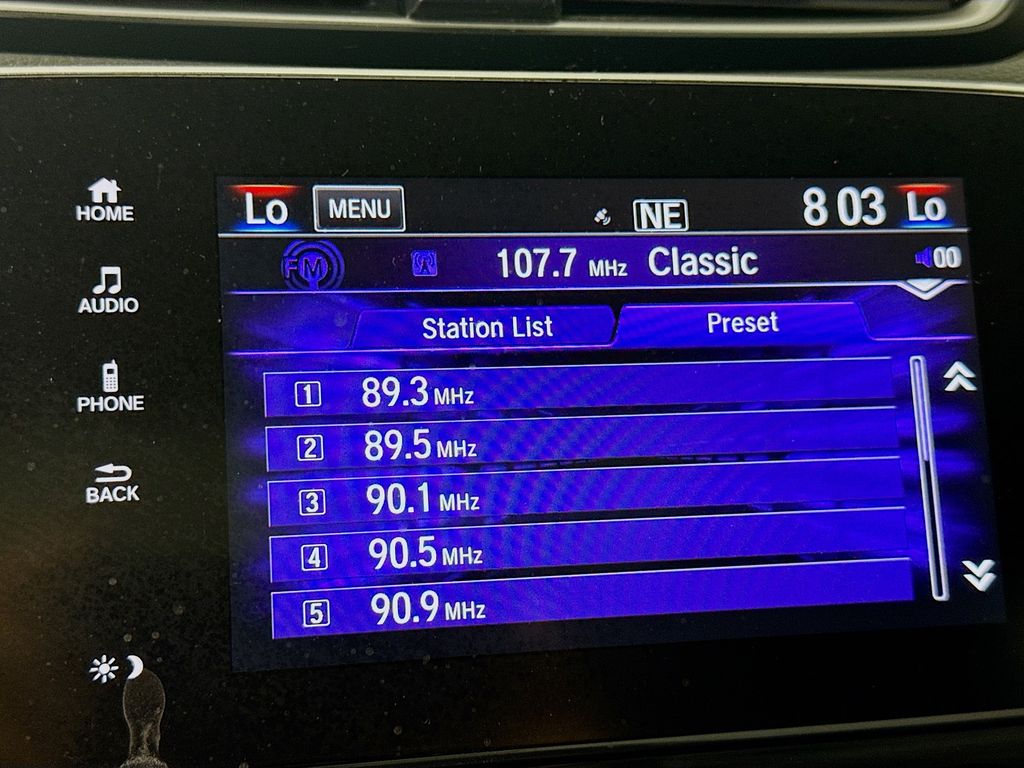 Lo MENU NE 8 03 Lo
FM 107.7 MHz Classic 00
Station List Preset
1 89.3 MHz
2 89.5 MHz
3 90.1 MHz
4 90.5 MHz
5 90.9 MHz
HOME
AUDIO
PHONE
BACK